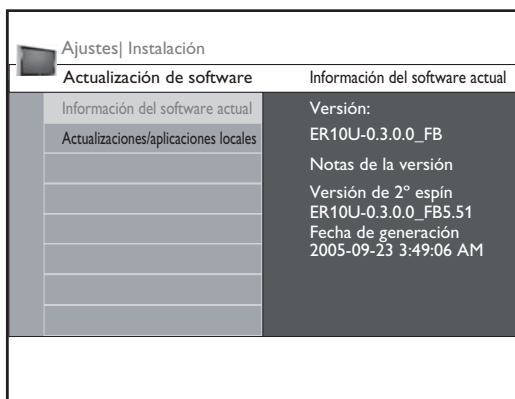 Ajustes| Instalación
Actualización de software
Información del software actual
Información del software actual
Actualizaciones/aplicaciones locales
Versión:
ER10U-0.3.0.0_FB
Notas de la versión
Versión de 2º espín
ER10U-0.3.0.0_FB5.51
Fecha de generación
2005-09-23 3:49:06 AM